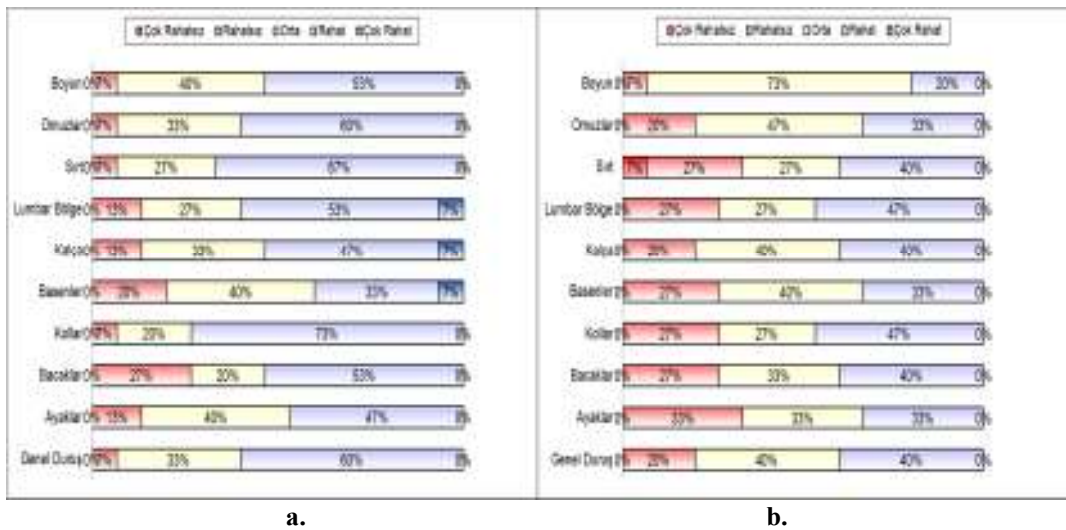 Çok Rahatsız Rahatsız Orta Rahat Çok Rahat
Boyun 0% 7% 40% 53% 0%
Omuzlar 0% 7% 33% 60% 0%
Sırt 0% 7% 27% 67% 0%
Lumbar Bölge 0% 13% 27% 53% 7%
Kalça 0% 13% 33% 47% 7%
Basenler 0% 20% 40% 33% 7%
Kollar 0% 7% 20% 73% 0%
Bacaklar 0% 27% 20% 53% 0%
Ayaklar 0% 13% 40% 47% 0%
Genel Duruş 0% 7% 33% 60% 0%
a.
Çok Rahatsız Rahatsız Orta Rahat Çok Rahat
Boyun 0% 7% 73% 20% 0%
Omuzlar 0% 20% 47% 33% 0%
Sırt 7% 27% 27% 40% 0%
Lumbar Bölge 0% 27% 27% 47% 0%
Kalça 0% 20% 40% 40% 0%
Basenler 0% 27% 40% 33% 0%
Kollar 0% 27% 27% 47% 0%
Bacaklar 0% 27% 33% 40% 0%
Ayaklar 0% 33% 33% 33% 0%
Genel Duruş 0% 20% 40% 40% 0%
b.